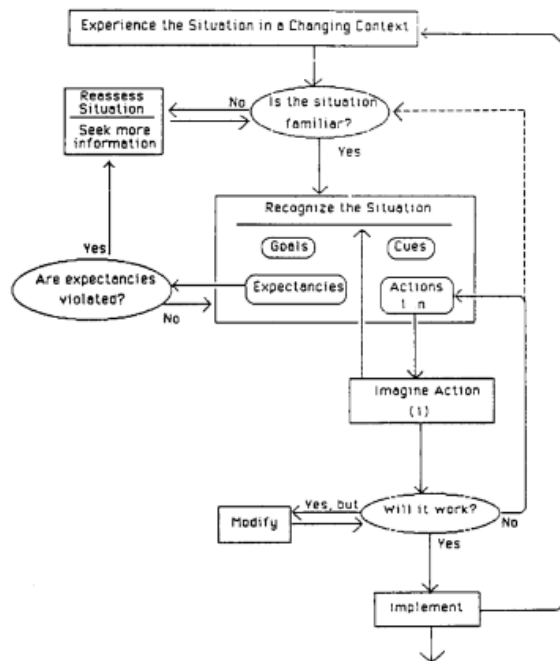 Experience the Situation in a Changing Context
Reassess
Situation
Seek more
information
No
Is the situation
familiar?
Yes
Recognize the Situation
Goals
Cues
Expectancies
Actions
1 n
Yes
Are expectancies
violated?
No
Imagine Action
(1)
Modify
Yes, but
Will it work?
No
Yes
Implement